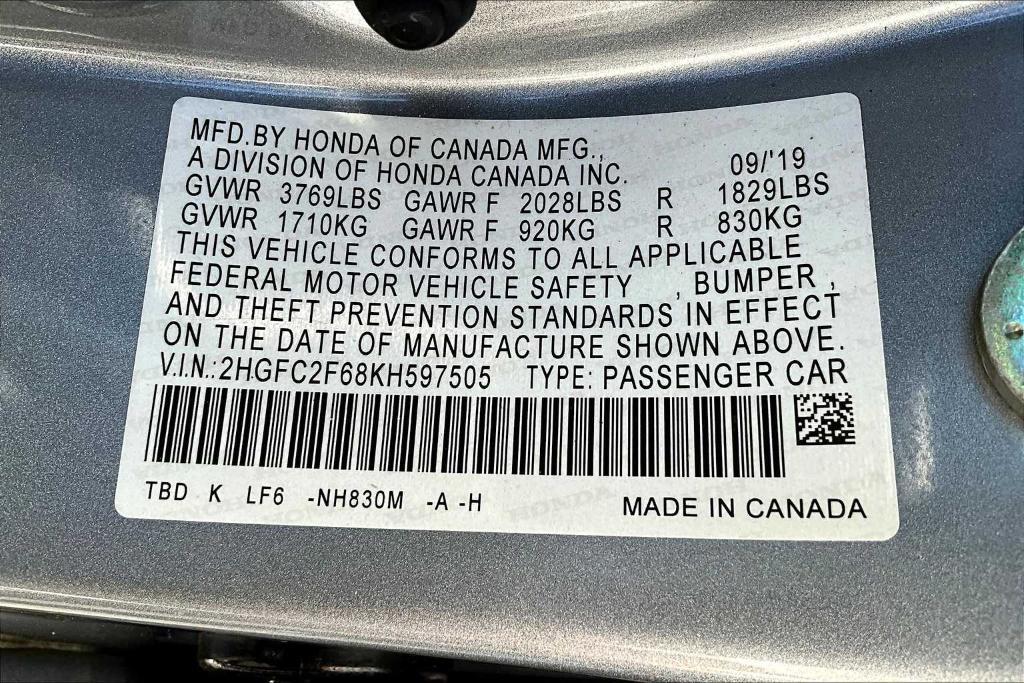 MFD.BY HONDA OF CANADA MFG.,
A DIVISION OF HONDA CANADA INC. 09/'19
GVWR 3769LBS GAWR F 2028LBS R 1829LBS
GVWR 1710KG GAWR F 920KG R 830KG
THIS VEHICLE CONFORMS TO ALL APPLICABLE
FEDERAL MOTOR VEHICLE SAFETY , BUMPER ,
AND THEFT PREVENTION STANDARDS IN EFFECT
ON THE DATE OF MANUFACTURE SHOWN ABOVE.
V.I.N.:2HGFC2F68KH597505 TYPE: PASSENGER CAR
TBD K LF6 -NH830M -A -H MADE IN CANADA